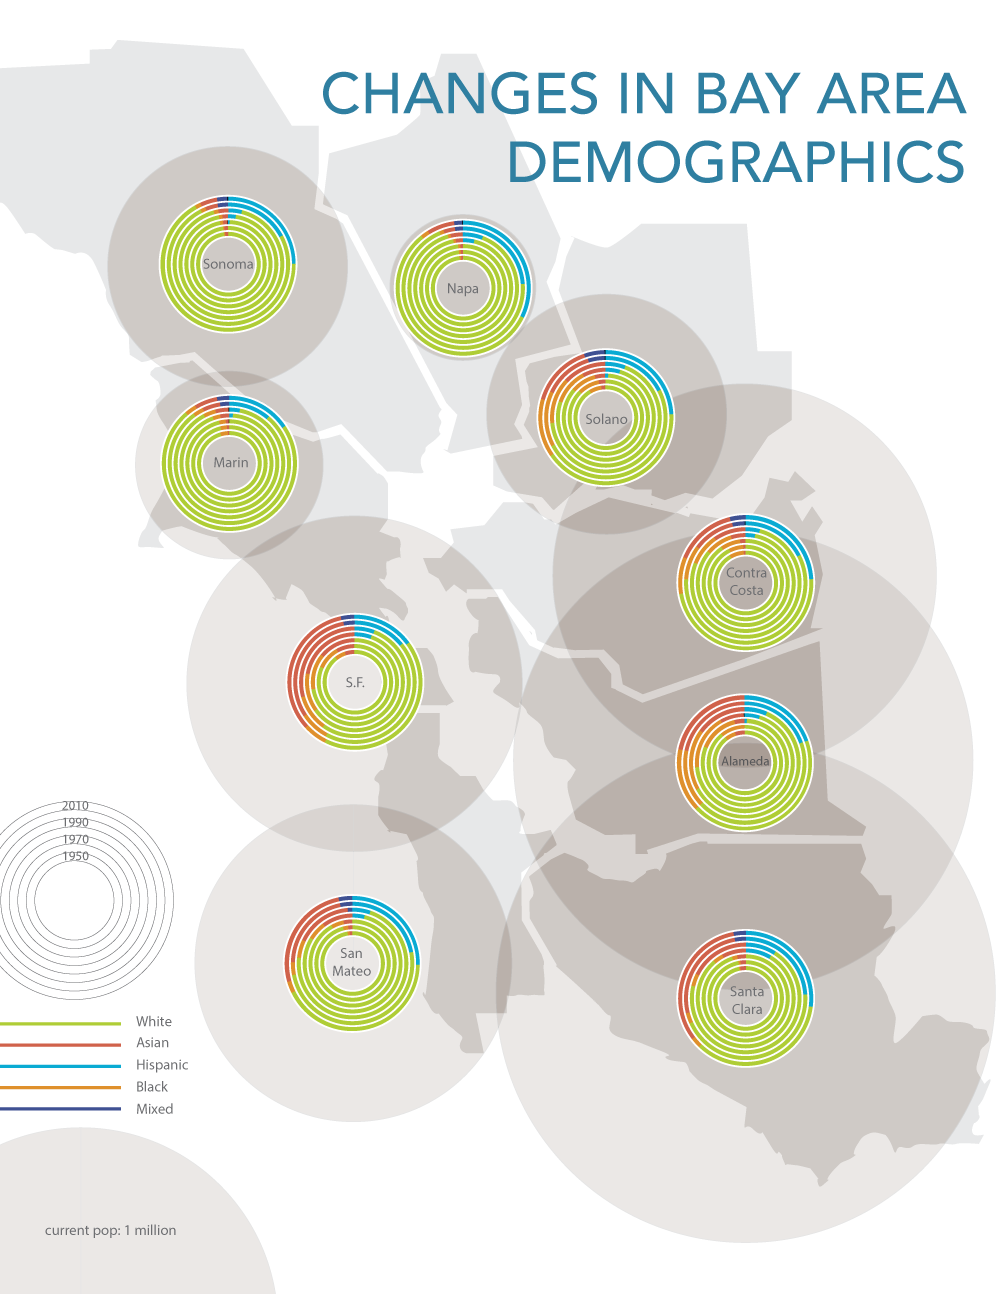 CHANGES IN BAY AREA
DEMOGRAPHICS
Sonoma
Napa
Solano
Marin
Contra
Costa
S.F.
Alameda
2010
1990
1970
1950
San
Mateo
Santa
Clara
White
Asian
Hispanic
Black
Mixed
current pop: 1 million